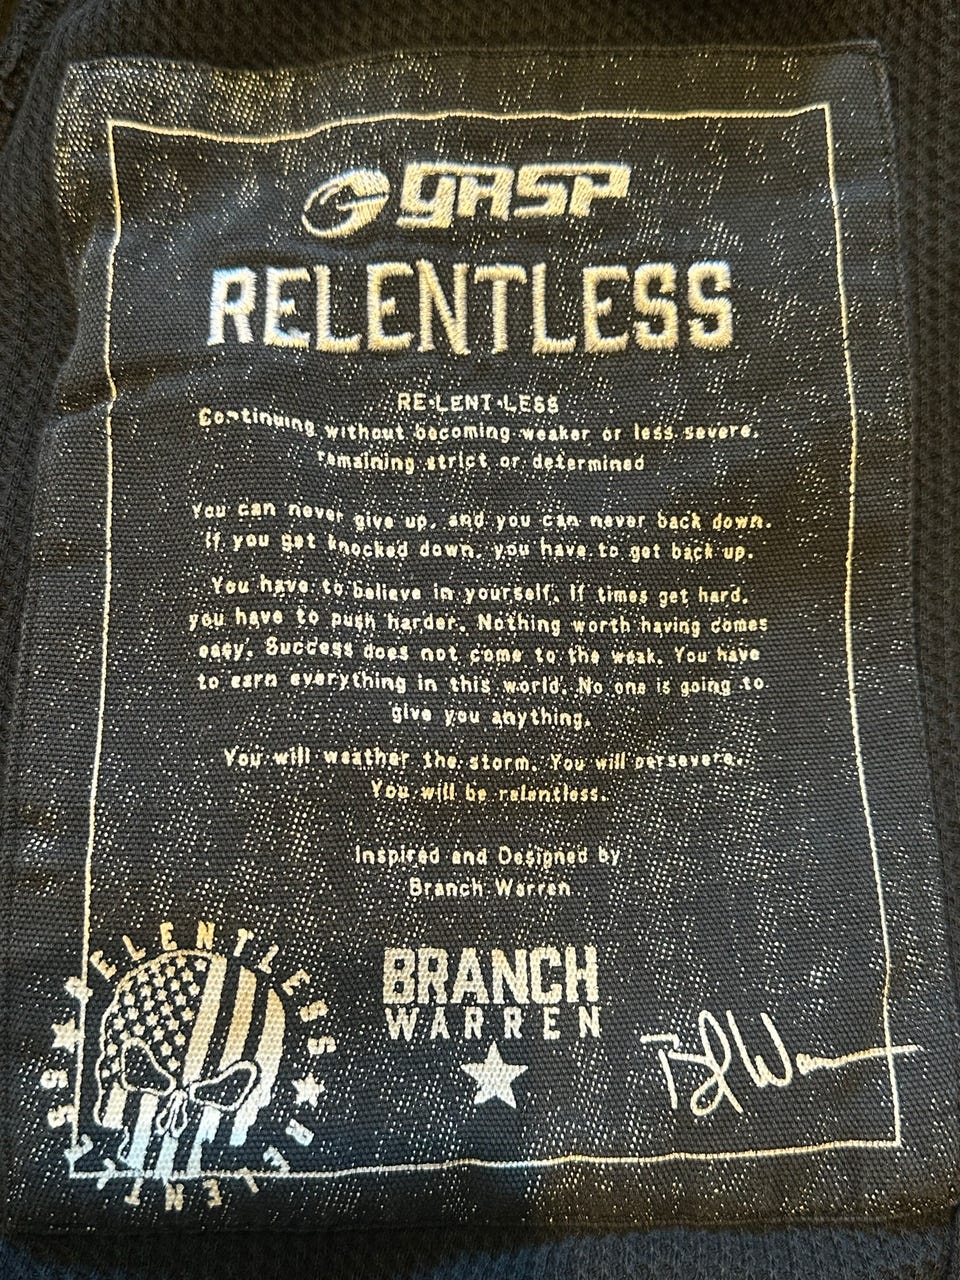 GASP
RELENTLESS
RE•LENT•LESS
Continuing without becoming weaker or less severe,
remaining strict or determined
You can never give up, and you can never back down.
If you get knocked down, you have to get back up.
You have to believe in yourself. If times get hard,
you have to push harder. Nothing worth having comes
easy. Success does not come to the weak. You have
to earn everything in this world. No one is going to
give you anything.
You will weather the storm. You will persevere.
You will be relentless.
Inspired and Designed by
Branch Warren
RELENTLESS
BRANCH
WARREN
RELENTLESS